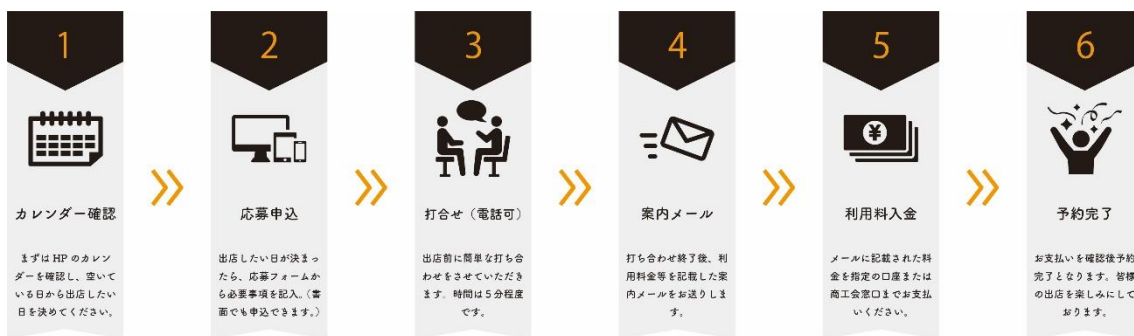 1
カレンダー確認
まずはHPのカレン
ダーを確認し、空いて
いる日から出店したい
日を決めてください。
2
応募申込
出店したい日が決まっ
たら、応募フォームか
ら必要事項を記入。（書
面でも申込できます。）
3
打合せ（電話可）
出店前に簡単な打ち合
わせをさせていただき
ます。時間は５分程度
です。
4
案内メール
打ち合わせ終了後、利
用料金等を記載した案
内メールをお送りしま
す。
5
¥
利用料入金
メールに記載された料
金を指定の口座または
商工会窓口までお支払
いください。
6
予約完了
お支払いを確認後予約
完了となります。皆様
の出店を楽しみにして
おります。